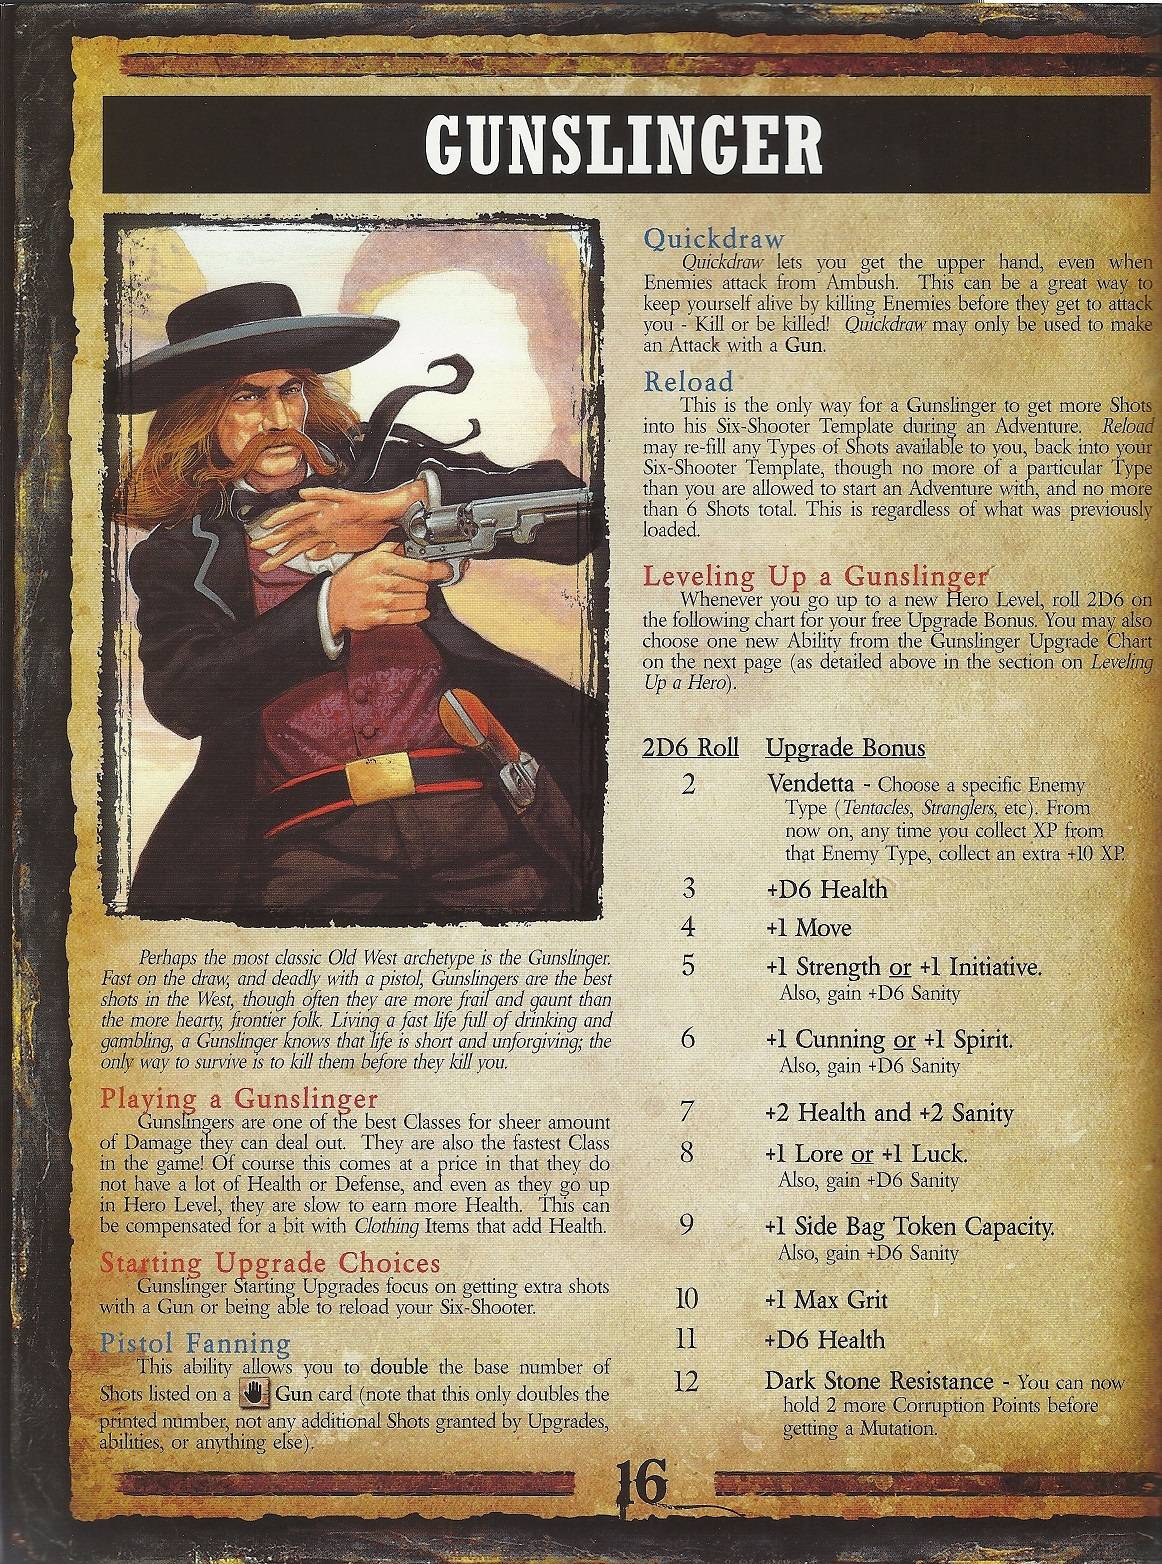 GUNSLINGER
Perhaps the most classic Old West archetype is the Gunslinger.
Fast on the draw, and deadly with a pistol, Gunslingers are the best
shots in the West, though often they are more frail and gaunt than
the more hearty, frontier folk. Living a fast life full of drinking and
gambling, a Gunslinger knows that life is short and unforgiving; the
only way to survive is to kill them before they kill you.
Playing a Gunslinger
Gunslingers are one of the best Classes for sheer amount
of Damage they can deal out. They are also the fastest Class
in the game! Of course this comes at a price in that they do
not have a lot of Health or Defense, and even as they go up
in Hero Level, they are slow to earn more Health. This can
be compensated for a bit with Clothing Items that add Health.
Starting Upgrade Choices
Gunslinger Starting Upgrades focus on getting extra shots
with a Gun or being able to reload your Six-Shooter.
Pistol Fanning
This ability allows you to double the base number of
Shots listed on a Gun card (note that this only doubles the
printed number, not any additional Shots granted by Upgrades,
abilities, or anything else).
Quickdraw
Quickdraw lets you get the upper hand, even when
Enemies attack from Ambush. This can be a great way to
keep yourself alive by killing Enemies before they get to attack
you - Kill or be killed! Quickdraw may only be used to make
an Attack with a Gun.
Reload
This is the only way for a Gunslinger to get more Shots
into his Six-Shooter Template during an Adventure. Reload
may re-fill any Types of Shots available to you, back into your
Six-Shooter Template, though no more of a particular Type
than you are allowed to start an Adventure with, and no more
than 6 Shots total. This is regardless of what was previously
loaded.
Leveling Up a Gunslinger
Whenever you go up to a new Hero Level, roll 2D6 on
the following chart for your free Upgrade Bonus. You may also
choose one new Ability from the Gunslinger Upgrade Chart
on the next page (as detailed above in the section on Leveling
Up a Hero).
2D6 Roll Upgrade Bonus
2 Vendetta - Choose a specific Enemy
Type (Tentacles, Stranglers, etc). From
now on, any time you collect XP from
that Enemy Type, collect an extra +10 XP.
3 +D6 Health
4 +1 Move
5 +1 Strength or +1 Initiative.
Also, gain +D6 Sanity
6 +1 Cunning or +1 Spirit.
Also, gain +D6 Sanity
7 +2 Health and +2 Sanity
8 +1 Lore or +1 Luck.
Also, gain +D6 Sanity
9 +1 Side Bag Token Capacity.
Also, gain +D6 Sanity
10 +1 Max Grit
11 +D6 Health
12 Dark Stone Resistance - You can now
hold 2 more Corruption Points before
getting a Mutation.
16